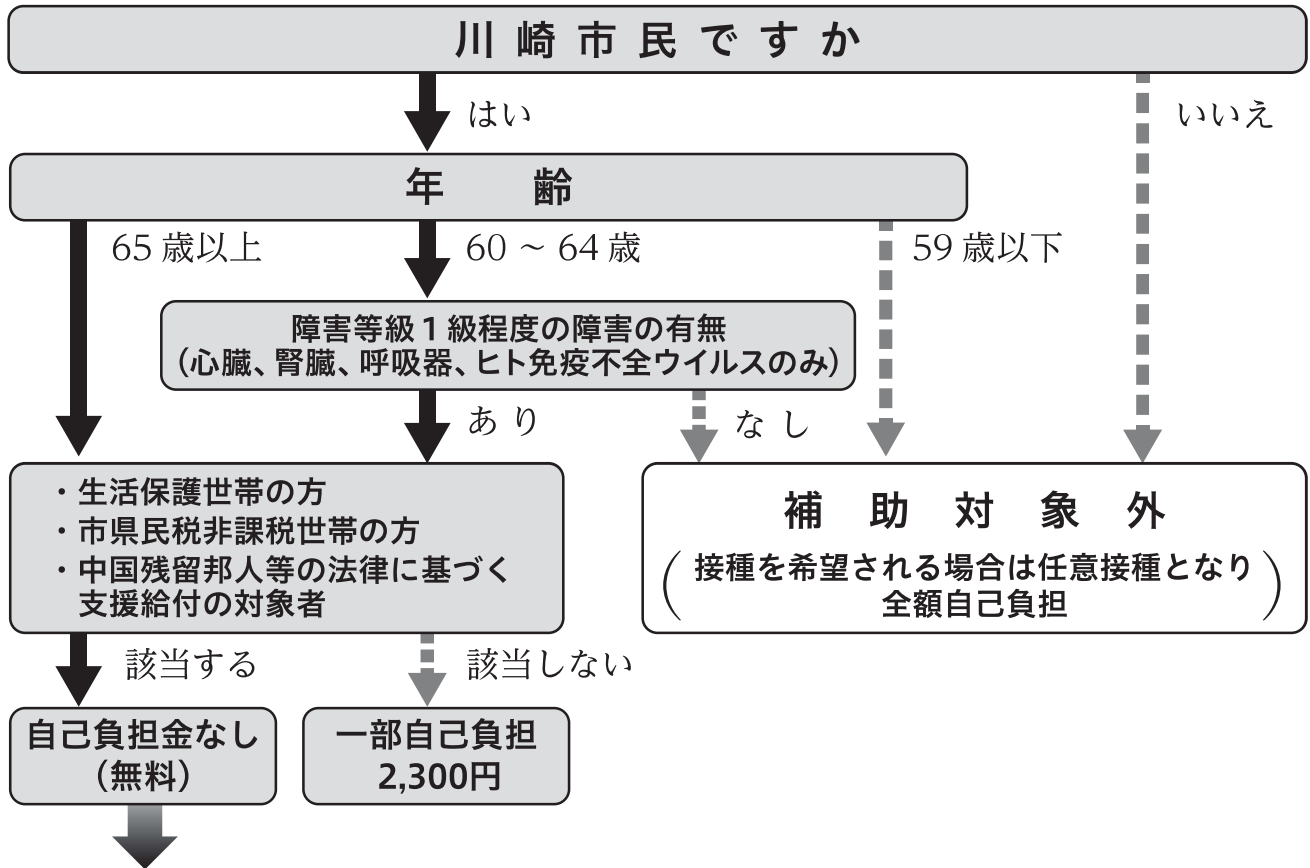 川崎市民ですか
はい
いいえ
年齢
65歳以上
60～64歳
59歳以下
障害等級1級程度の障害の有無
（心臓、腎臓、呼吸器、ヒト免疫不全ウイルスのみ）
あり
なし
・生活保護世帯の方
・市県民税非課税世帯の方
・中国残留邦人等の法律に基づく
支援給付の対象者
補助対象外
（接種を希望される場合は任意接種となり
全額自己負担）
該当する
該当しない
自己負担金なし
（無料）
一部自己負担
2,300円